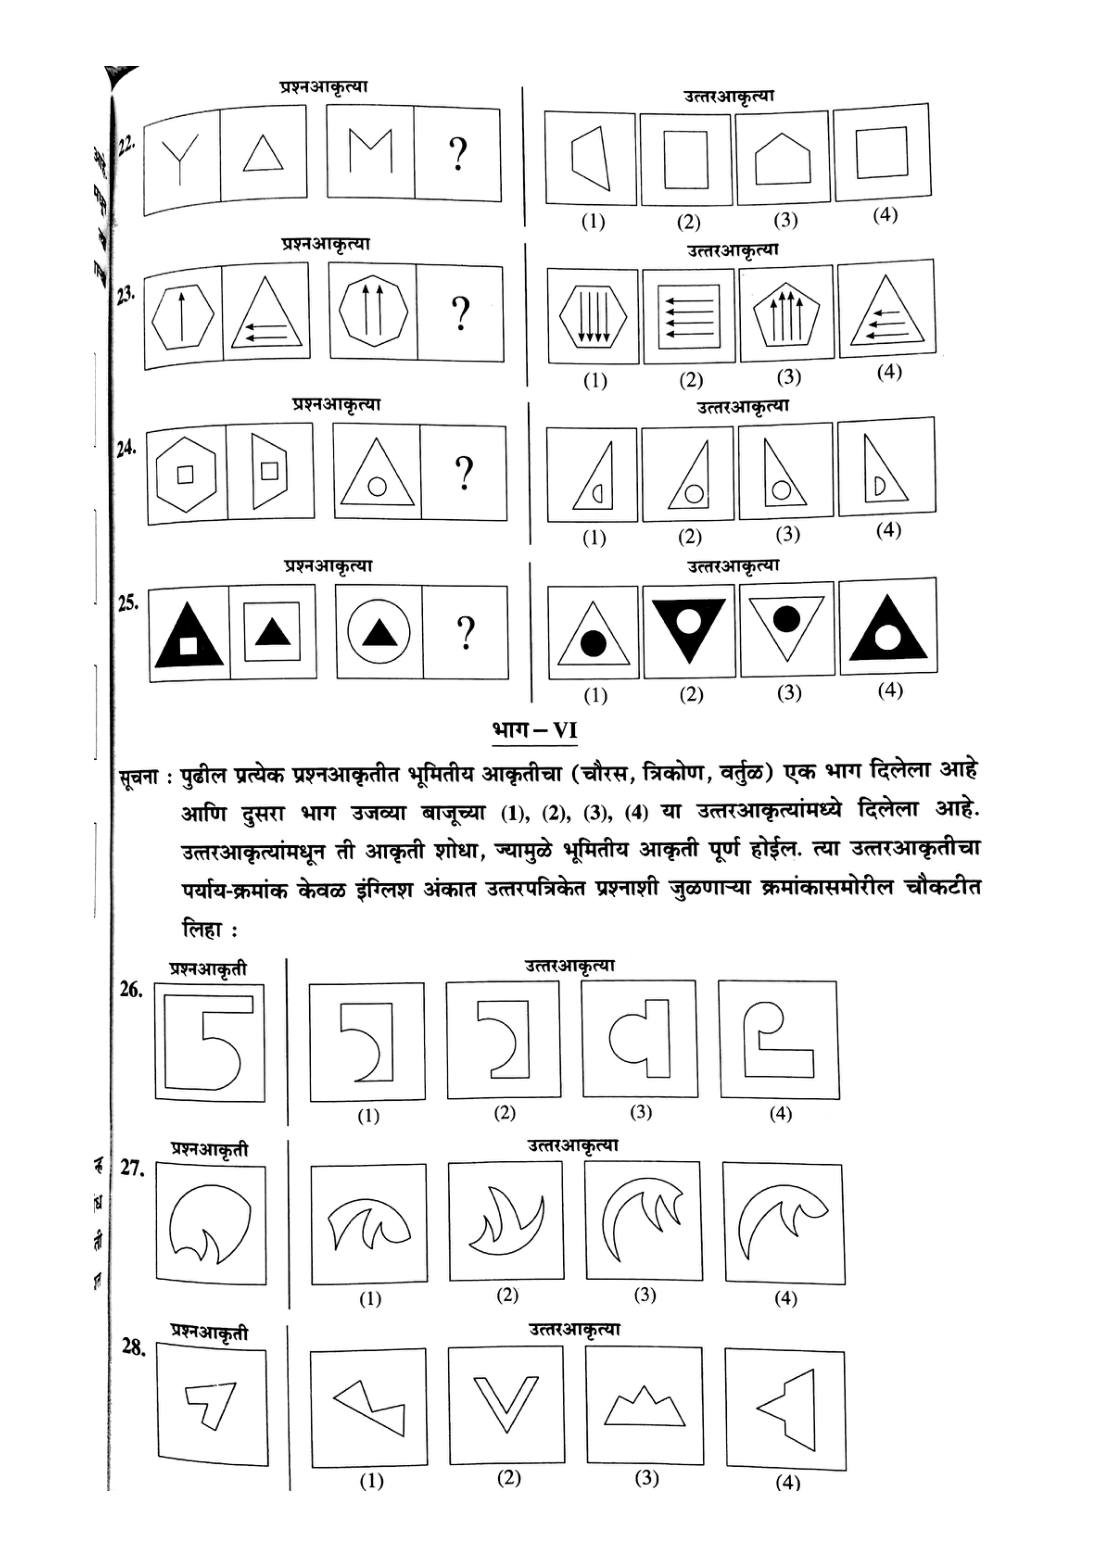 प्रश्नआकृत्या
उत्तरआकृत्या
22.
?
(1) (2) (3) (4)
प्रश्नआकृत्या
उत्तरआकृत्या
23.
?
(1) (2) (3) (4)
प्रश्नआकृत्या
उत्तरआकृत्या
24.
?
(1) (2) (3) (4)
प्रश्नआकृत्या
उत्तरआकृत्या
25.
?
(1) (2) (3) (4)
भाग – VI
सूचना : पुढील प्रत्येक प्रश्नआकृतीत भूमितीय आकृतीचा (चौरस, त्रिकोण, वर्तुळ) एक भाग दिलेला आहे
आणि दुसरा भाग उजव्या बाजूच्या (1), (2), (3), (4) या उत्तरआकृत्यांमध्ये दिलेला आहे.
उत्तरआकृत्यांमधून ती आकृती शोधा, ज्यामुळे भूमितीय आकृती पूर्ण होईल. त्या उत्तरआकृतीचा
पर्याय-क्रमांक केवळ इंग्लिश अंकात उत्तरपत्रिकेत प्रश्नाशी जुळणाऱ्या क्रमांकासमोरील चौकटीत
लिहा :
प्रश्नआकृती
उत्तरआकृत्या
26.
(1) (2) (3) (4)
प्रश्नआकृती
उत्तरआकृत्या
27.
(1) (2) (3) (4)
प्रश्नआकृती
उत्तरआकृत्या
28.
(1) (2) (3) (4)